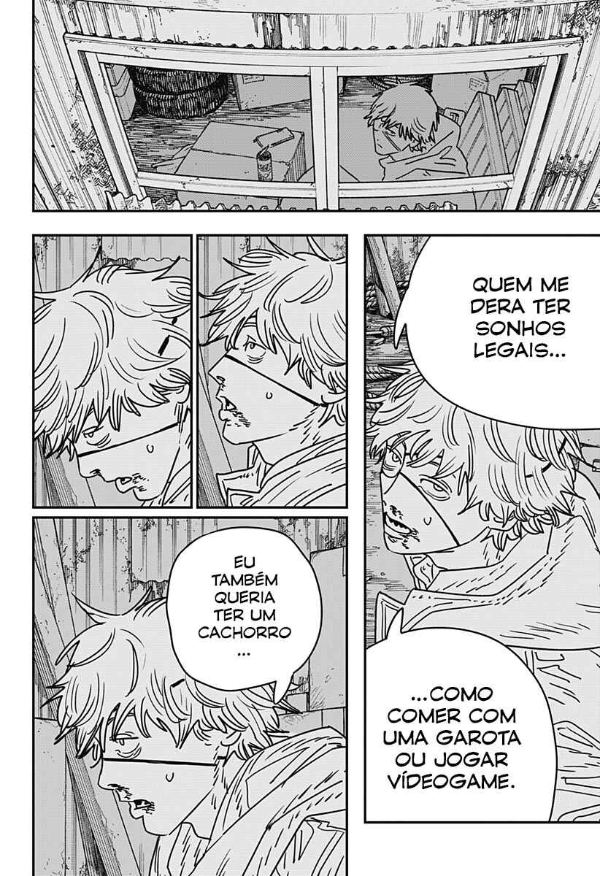 QUEM ME
DERA TER
SONHOS
LEGAIS...
...COMO
COMER COM
UMA GAROTA
OU JOGAR
VÍDEOGAME.
EU
TAMBÉM
QUERIA
TER UM
CACHORRO
...